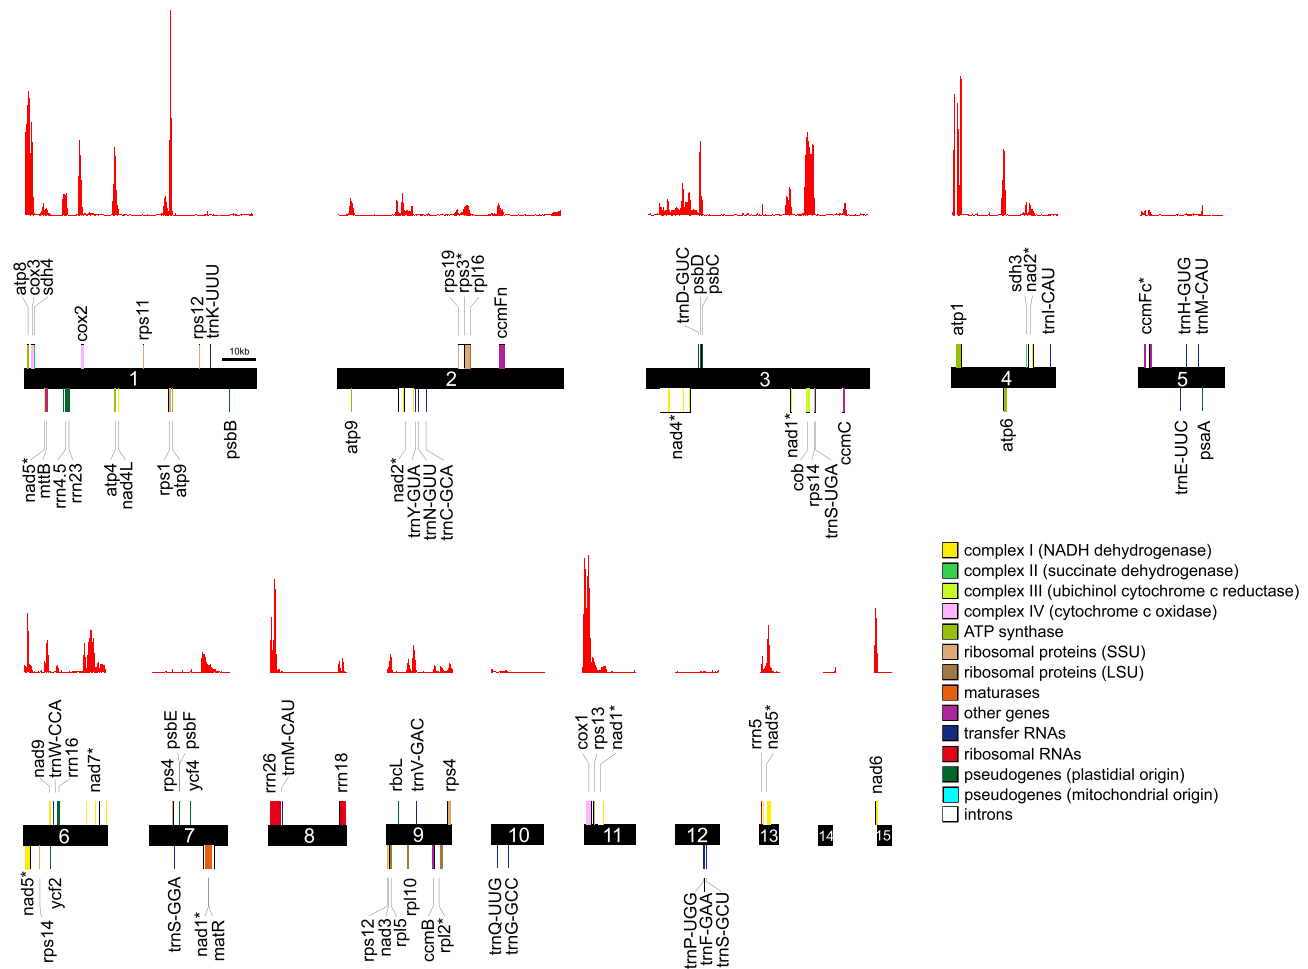 atp8
cox3
sdh4
cox2
rps11
rps12
trnK-UUU
10kb
1
nad5*
mttB
rrn4.5
rrn23
atp4
nad4L
rps1
atp9
psbB
rps19
rps3*
rpl16
ccmFn
2
atp9
nad2*
trnY-GUA
trnN-GUU
trnC-GCA
trnD-GUC
psbD
psbC
3
nad4*
nad1*
cob
rps14
trnS-UGA
ccmC
atp1
sdh3
nad2*
trnI-CAU
4
atp6
ccmFc*
trnH-GUG
trnM-CAU
5
trnE-UUC
psaA
complex I (NADH dehydrogenase)
complex II (succinate dehydrogenase)
complex III (ubichinol cytochrome c reductase)
complex IV (cytochrome c oxidase)
ATP synthase
ribosomal proteins (SSU)
ribosomal proteins (LSU)
maturases
other genes
transfer RNAs
ribosomal RNAs
pseudogenes (plastidial origin)
pseudogenes (mitochondrial origin)
introns
nad9
trnW-CCA
rrn16
nad7*
6
nad5*
rps14
ycf2
rps4
psbE
psbF
ycf4
7
trnS-GGA
nad1*
matR
rrn26
trnM-CAU
rrn18
8
rbcL
trnV-GAC
rps4
9
rps12
nad3
rpl5
rpl10
ccmB
rpl2*
10
trnQ-UUG
trnG-GCC
cox1
rps13
nad1*
11
12
trnP-UGG
trnF-GAA
trnS-GCU
rrn5
nad5*
13
14
nad6
15